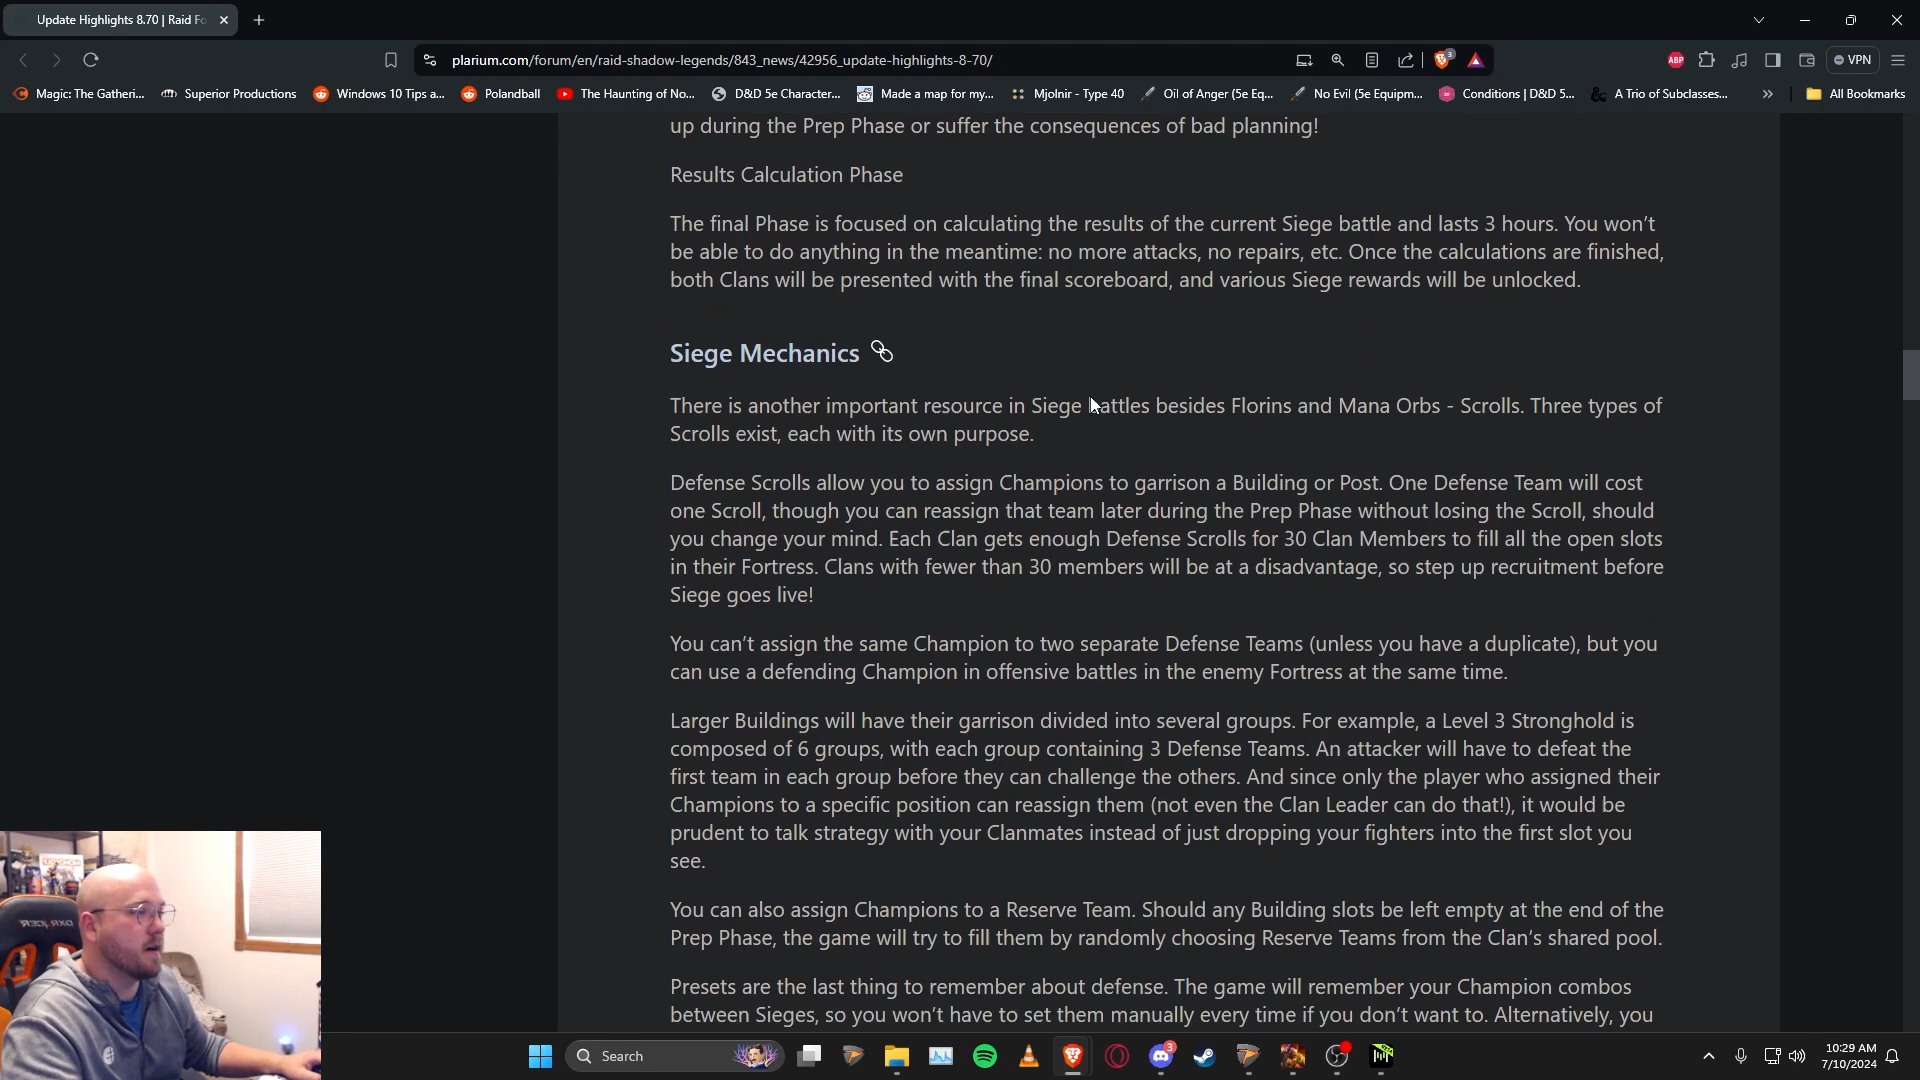 Update Highlights 8.70 | Raid Fo
plarium.com/forum/en/raid-shadow-legends/843_news/42956_update-highlights-8-70/
3
ABP
VPN
Magic: The Gatheri...
Superior Productions
Windows 10 Tips a...
Polandball
The Haunting of No...
D&D 5e Character...
Made a map for my...
Mjolnir - Type 40
Oil of Anger (5e Eq...
No Evil (5e Equipm...
Conditions | D&D 5...
A Trio of Subclasses...
All Bookmarks
up during the Prep Phase or suffer the consequences of bad planning!
Results Calculation Phase
The final Phase is focused on calculating the results of the current Siege battle and lasts 3 hours. You won't
be able to do anything in the meantime: no more attacks, no repairs, etc. Once the calculations are finished,
both Clans will be presented with the final scoreboard, and various Siege rewards will be unlocked.
Siege Mechanics
There is another important resource in Siege Battles besides Florins and Mana Orbs - Scrolls. Three types of
Scrolls exist, each with its own purpose.
Defense Scrolls allow you to assign Champions to garrison a Building or Post. One Defense Team will cost
one Scroll, though you can reassign that team later during the Prep Phase without losing the Scroll, should
you change your mind. Each Clan gets enough Defense Scrolls for 30 Clan Members to fill all the open slots
in their Fortress. Clans with fewer than 30 members will be at a disadvantage, so step up recruitment before
Siege goes live!
You can't assign the same Champion to two separate Defense Teams (unless you have a duplicate), but you
can use a defending Champion in offensive battles in the enemy Fortress at the same time.
Larger Buildings will have their garrison divided into several groups. For example, a Level 3 Stronghold is
composed of 6 groups, with each group containing 3 Defense Teams. An attacker will have to defeat the
first team in each group before they can challenge the others. And since only the player who assigned their
Champions to a specific position can reassign them (not even the Clan Leader can do that!), it would be
prudent to talk strategy with your Clanmates instead of just dropping your fighters into the first slot you
see.
You can also assign Champions to a Reserve Team. Should any Building slots be left empty at the end of the
Prep Phase, the game will try to fill them by randomly choosing Reserve Teams from the Clan's shared pool.
Presets are the last thing to remember about defense. The game will remember your Champion combos
between Sieges, so you won't have to set them manually every time if you don't want to. Alternatively, you
Search
3
10:29 AM
7/10/2024